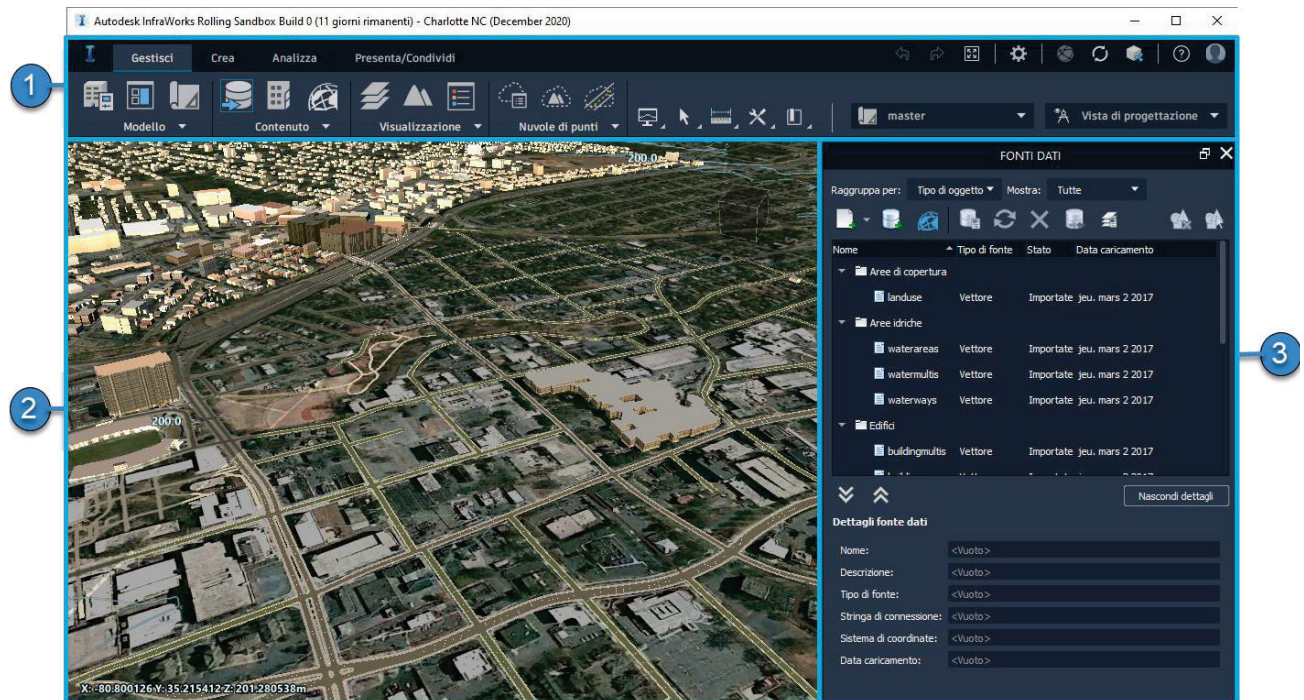 Autodesk InfraWorks Rolling Sandbox Build 0 (11 giorni rimanenti) - Charlotte NC (December 2020)
Gestisci Crea Analizza Presenta/Condividi
1
Modello Contenuto Visualizzazione Nuvole di punti master Vista di progettazione
200.0
FONTI DATI
Raggruppa per: Tipo di oggetto Mostra: Tutte
Nome Tipo di fonte Stato Data caricamento
Aree di copertura
landuse Vettore Importate jeu. mars 2 2017
Aree idriche
waterareas Vettore Importate jeu. mars 2 2017
3
watermultis Vettore Importate jeu. mars 2 2017
waterways Vettore Importate jeu. mars 2 2017
2
200.0
Edifici
buildingmultis Vettore Importate jeu. mars 2 2017
Nascondi dettagli
Dettagli fonte dati
Nome: <Vuoto>
Descrizione: <Vuoto>
Tipo di fonte: <Vuoto>
Stringa di connessione: <Vuoto>
Sistema di coordinate: <Vuoto>
Data caricamento: <Vuoto>
X: -80.800126 Y: 35.215412 Z: 201.280538m